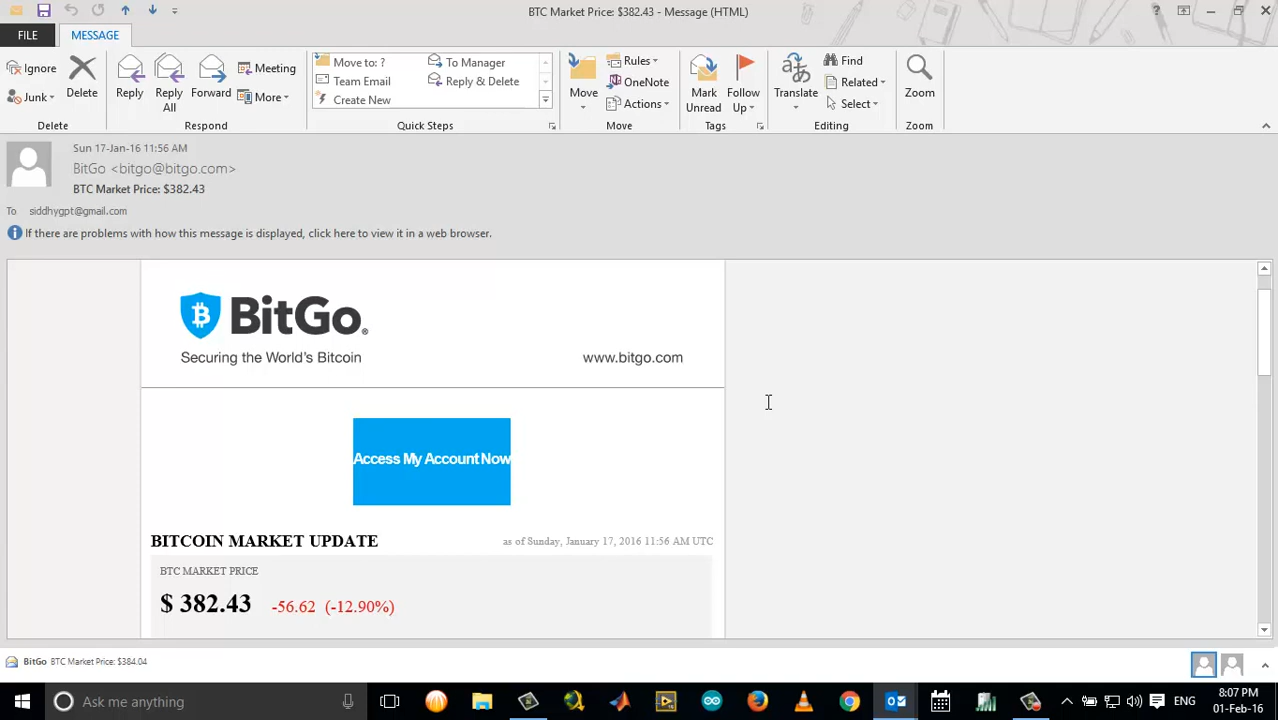 BTC Market Price: $382.43 - Message (HTML)
FILE
MESSAGE
Ignore
Junk
Delete
Delete
Reply
Reply All
Forward
Meeting
More
Respond
Move to: ?
Team Email
Create New
To Manager
Reply & Delete
Quick Steps
Move
Rules
OneNote
Actions
Move
Mark Unread
Follow Up
Tags
Translate
Find
Related
Select
Editing
Zoom
Zoom
Sun 17-Jan-16 11:56 AM
BitGo <bitgo@bitgo.com>
BTC Market Price: $382.43
To siddhygpt@gmail.com
If there are problems with how this message is displayed, click here to view it in a web browser.
BitGo®
Securing the World's Bitcoin
www.bitgo.com
Access My Account Now
BITCOIN MARKET UPDATE
as of Sunday, January 17, 2016 11:56 AM UTC
BTC MARKET PRICE
$ 382.43 -56.62 (-12.90%)
BitGo BTC Market Price: $384.04
Ask me anything
ENG
8:07 PM
01-Feb-16